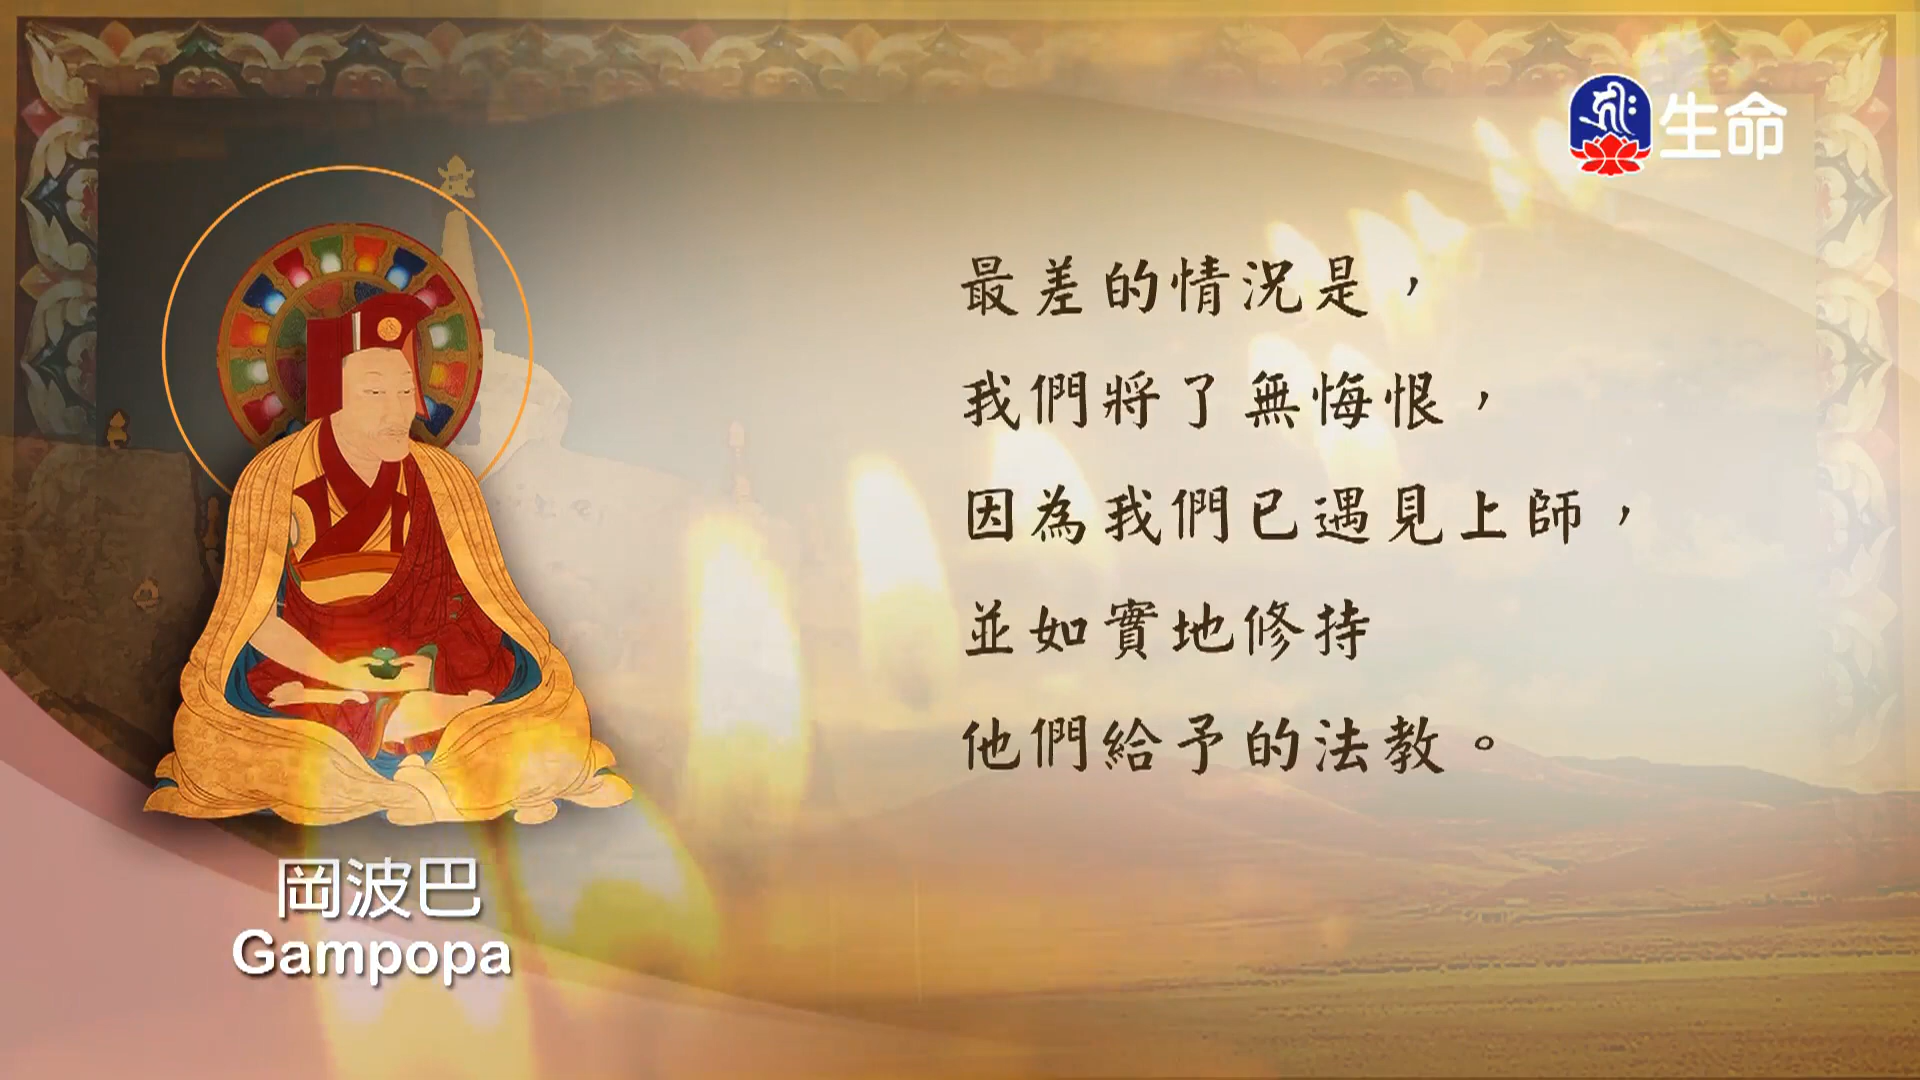 生命
最差的情況是，
我們將了無悔恨，
因為我們已遇見上師，
並如實地修持
他們給予的法教。
岡波巴
Gampopa